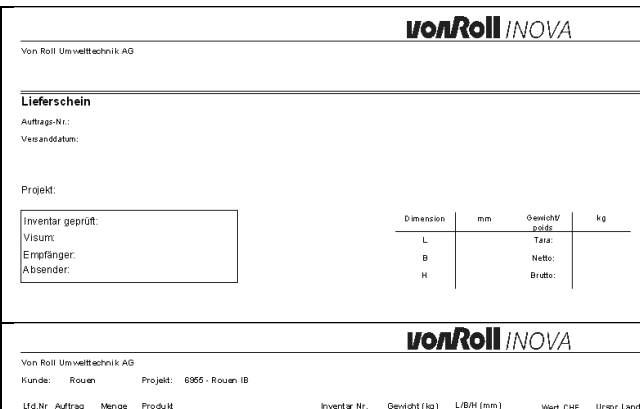 vonRoll INOVA
Von Roll Umwelttechnik AG
Lieferschein
Auftrags-Nr.:
Versanddatum:
Projekt:
Inventar geprüft:
Visum:
Empfänger:
Absender:
Dimension mm Gewicht/ poids kg
L Tara:
B Netto:
H Brutto:
vonRoll INOVA
Von Roll Umwelttechnik AG
Kunde: Rouen Projekt: 6955 - Rouen IB
Lfd.Nr Auftrag Menge Produkt Inventar Nr. Gewicht (kg) L/B/H (mm) Wert CHF Urspr.Land